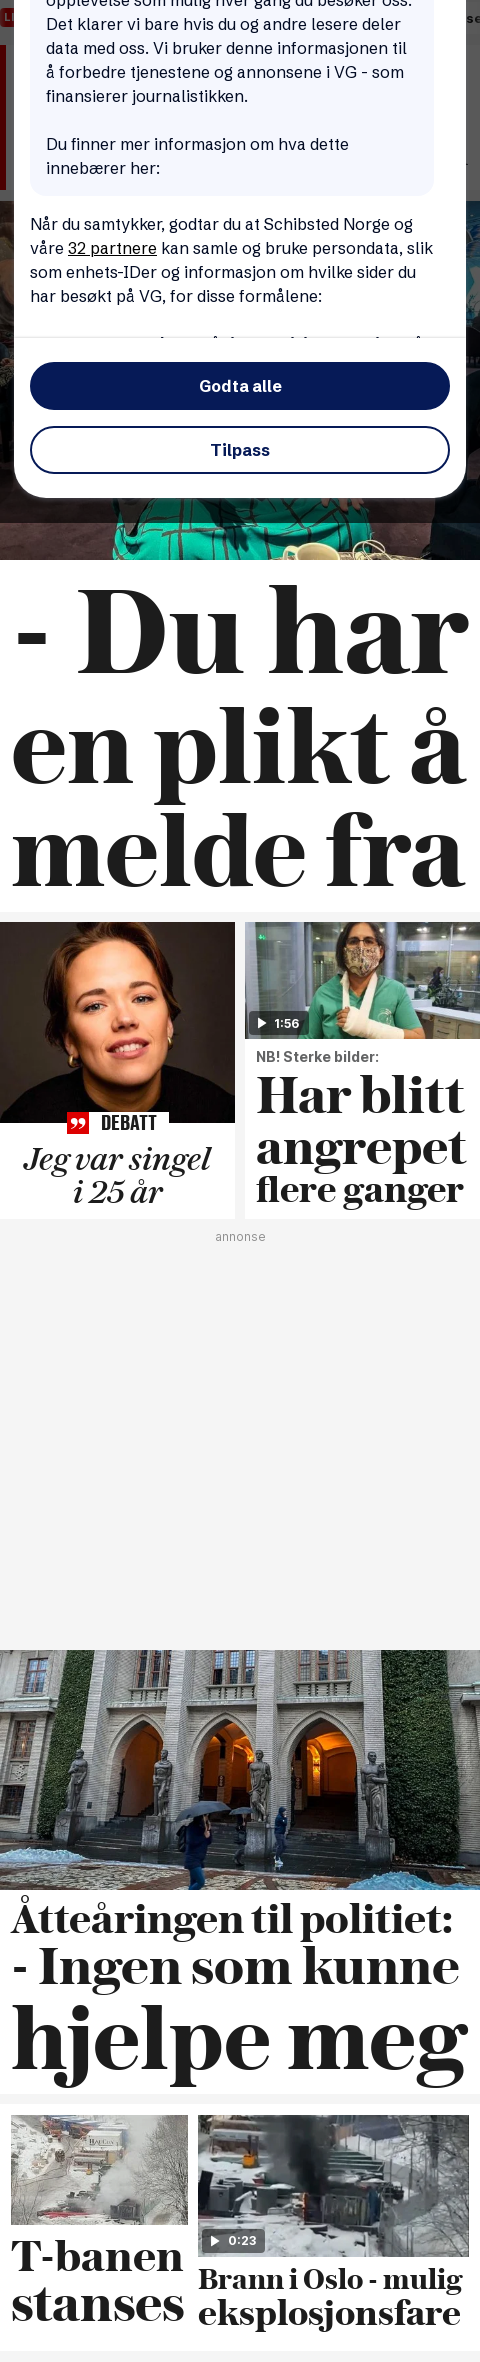 opplevelse som mulig hver gang du besøker oss.
Det klarer vi bare hvis du og andre lesere deler
data med oss. Vi bruker denne informasjonen til
å forbedre tjenestene og annonsene i VG - som
finansierer journalistikken.
Du finner mer informasjon om hva dette
innebærer her:
Når du samtykker, godtar du at Schibsted Norge og
våre 32 partnere kan samle og bruke persondata, slik
som enhets-IDer og informasjon om hvilke sider du
har besøkt på VG, for disse formålene:
Godta alle
Tilpass
- Du har
en plikt å
melde fra
DEBATT
Jeg var singel
i 25 år
1:56
NB! Sterke bilder:
Har blitt
angrepet
flere ganger
annonse
Åtteåringen til politiet:
- Ingen som kunne
hjelpe meg
T-banen
stanses
0:23
Brann i Oslo - mulig
eksplosjonsfare